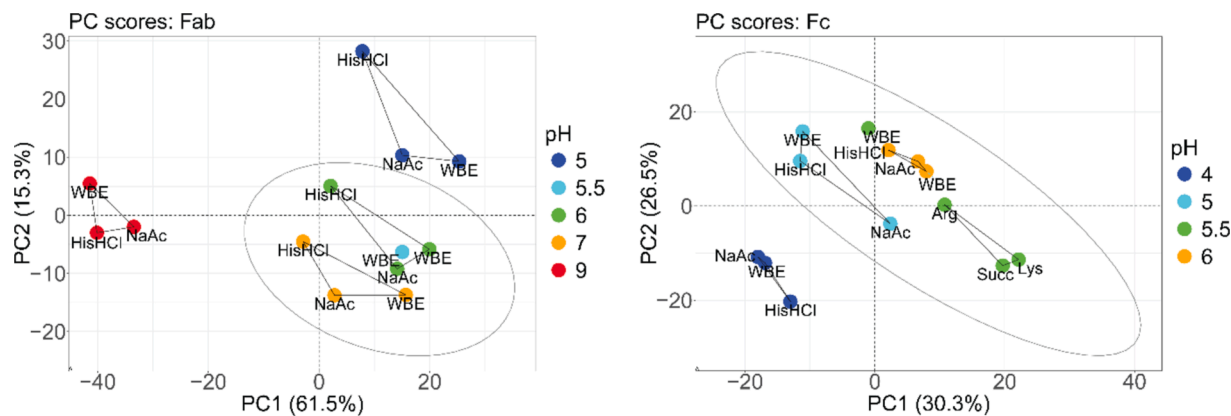 PC scores: Fab
30
20
10
0
−10
−20
PC2 (15.3%)
−40
−20
0
20
PC1 (61.5%)
HisHCl
NaAc
WBE
WBE
HisHCl
NaAc
HisHCl
WBE
WBE
NaAc
HisHCl
NaAc
WBE
pH
5
5.5
6
7
9
PC scores: Fc
20
0
−20
PC2 (26.5%)
−20
0
20
40
PC1 (30.3%)
WBE
HisHCl
WBE
HisHCl
NaAc
WBE
NaAc
Arg
Succ
Lys
NaAc
WBE
HisHCl
pH
4
5
5.5
6